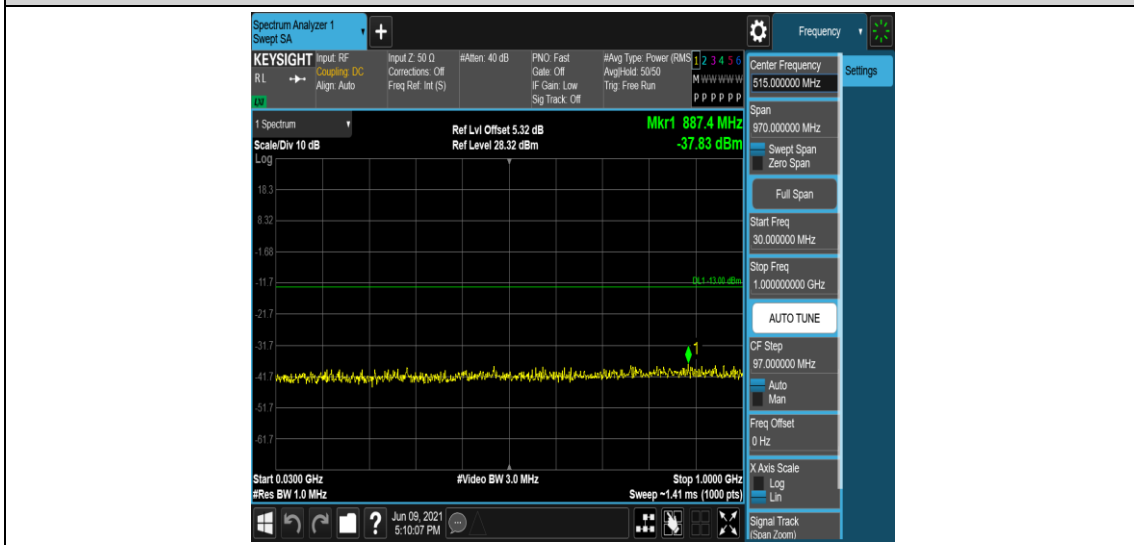 Spectrum Analyzer 1
Swept SA
+
Frequency
KEYSIGHT
RL
Input: RF
Coupling: DC
Align: Auto
Input Z: 50 Ω
Corrections: Off
Freq Ref: Int (S)
#Atten: 40 dB
PNO: Fast
Gate: Off
IF Gain: Low
Sig Track: Off
#Avg Type: Power (RMS
Avg|Hold: 50/50
Trig: Free Run
1 2 3 4 5 6
M W W W W W
P P P P P P
1 Spectrum
Scale/Div 10 dB
Log
Ref Lvl Offset 5.32 dB
Ref Level 28.32 dBm
Mkr1 887.4 MHz
-37.83 dBm
18.3
8.32
-1.68
-11.7
DL1 -13.00 dBm
-21.7
-31.7
1
-41.7
-51.7
-61.7
Start 0.0300 GHz
#Res BW 1.0 MHz
#Video BW 3.0 MHz
Stop 1.0000 GHz
Sweep ~1.41 ms (1000 pts)
Center Frequency
515.000000 MHz
Settings
Span
970.000000 MHz
Swept Span
Zero Span
Full Span
Start Freq
30.000000 MHz
Stop Freq
1.000000000 GHz
AUTO TUNE
CF Step
97.000000 MHz
Auto
Man
Freq Offset
0 Hz
X Axis Scale
Log
Lin
Signal Track
(Span Zoom)
?
Jun 09, 2021
5:10:07 PM